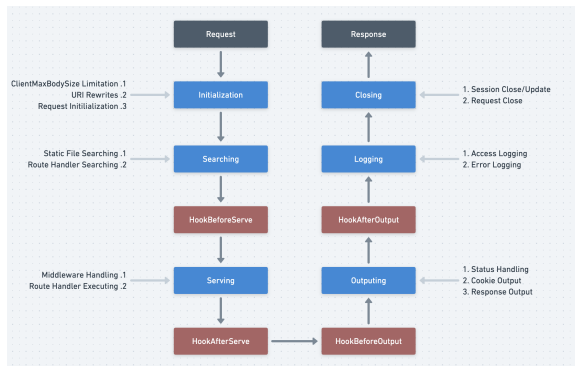 Request
Response
ClientMaxBodySize Limitation .1
URI Rewrites .2
Request Initilialization .3
Initialization
Closing
1. Session Close/Update
2. Request Close
Static File Searching .1
Route Handler Searching .2
Searching
Logging
1. Access Logging
2. Error Logging
HookBeforeServe
HookAfterOutput
Middleware Handling .1
Route Handler Executing .2
Serving
Outputing
1. Status Handling
2. Cookie Output
3. Response Output
HookAfterServe
HookBeforeOutput